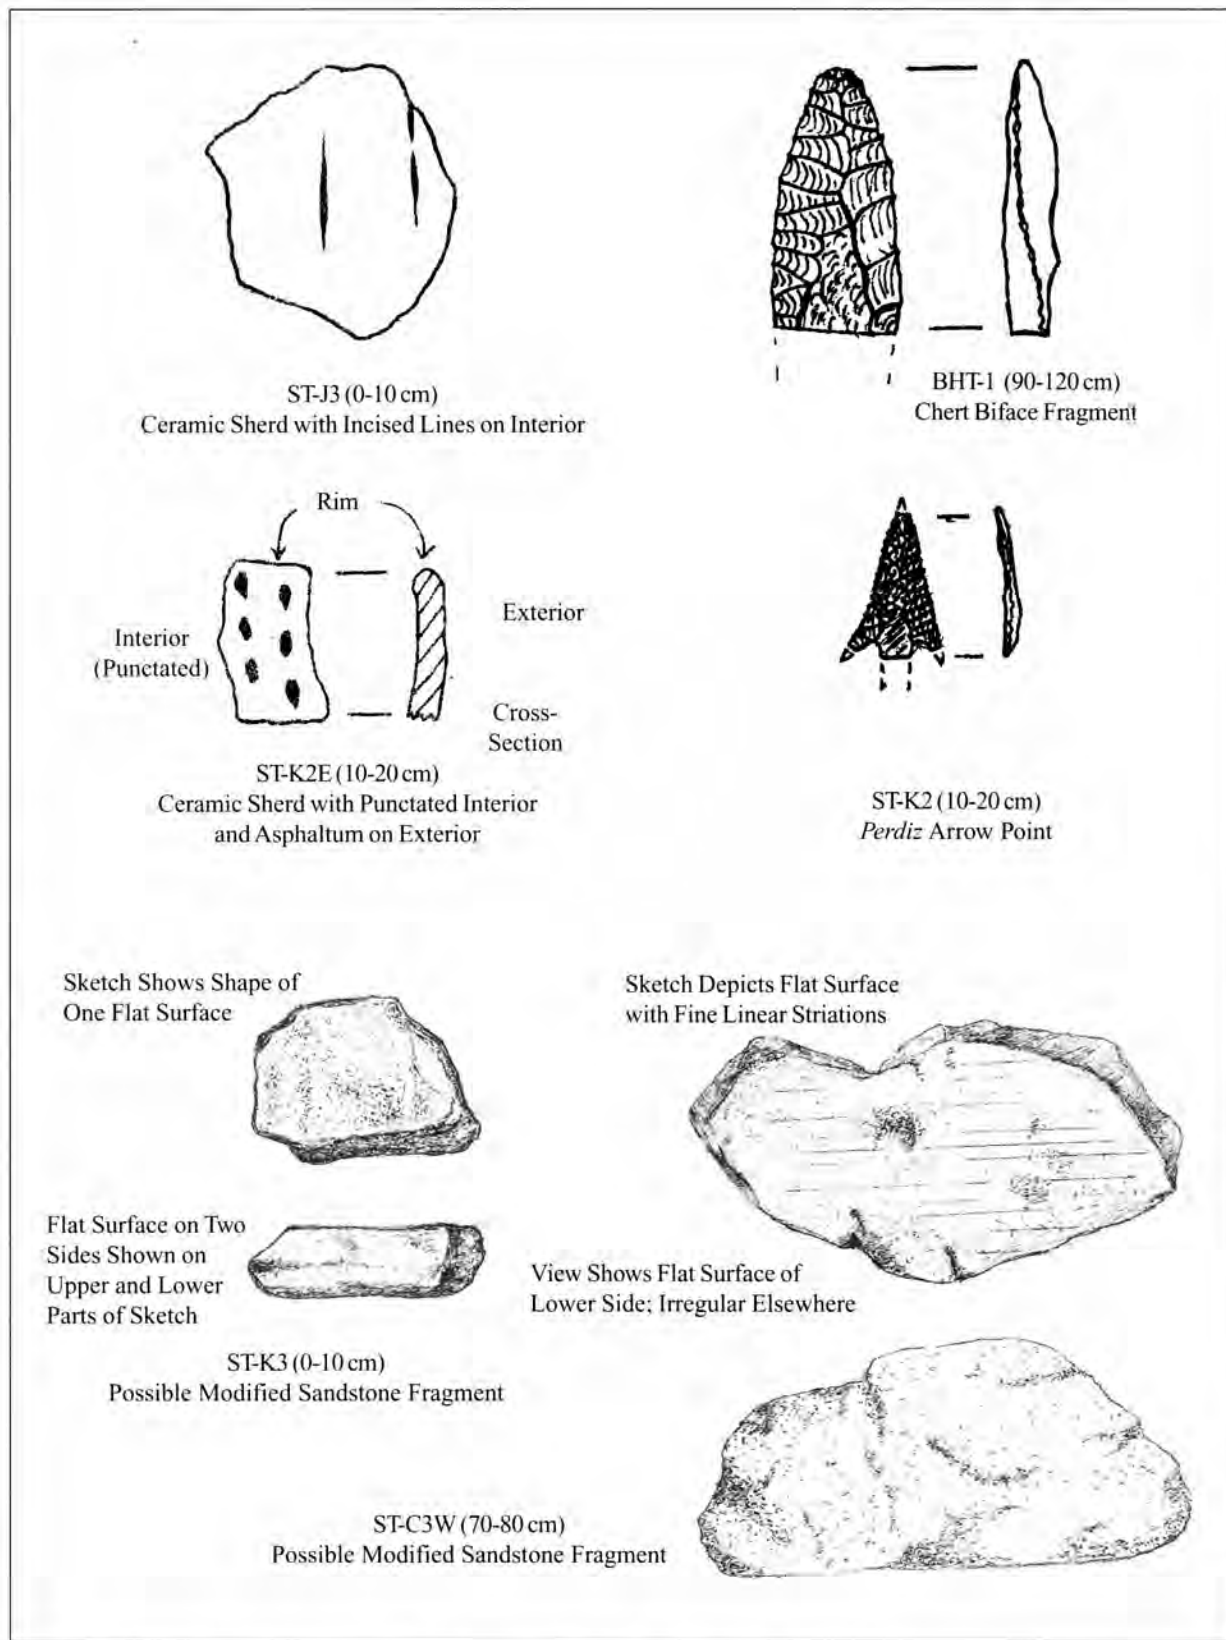 ST-J3 (0-10 cm)
Ceramic Sherd with Incised Lines on Interior
BHT-1 (90-120 cm)
Chert Biface Fragment
Rim
Interior
(Punctated)
Exterior
Cross-
Section
ST-K2E (10-20 cm)
Ceramic Sherd with Punctated Interior
and Asphaltum on Exterior
ST-K2 (10-20 cm)
Perdiz Arrow Point
Sketch Shows Shape of
One Flat Surface
Flat Surface on Two
Sides Shown on
Upper and Lower
Parts of Sketch
ST-K3 (0-10 cm)
Possible Modified Sandstone Fragment
Sketch Depicts Flat Surface
with Fine Linear Striations
View Shows Flat Surface of
Lower Side; Irregular Elsewhere
ST-C3W (70-80 cm)
Possible Modified Sandstone Fragment